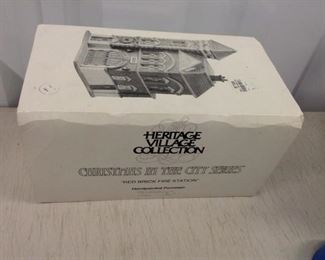 HERITAGE
VILLAGE
COLLECTION
CHRISTMAS IN THE CITY SERIES
"RED BRICK FIRE STATION"
Handpainted Porcelain